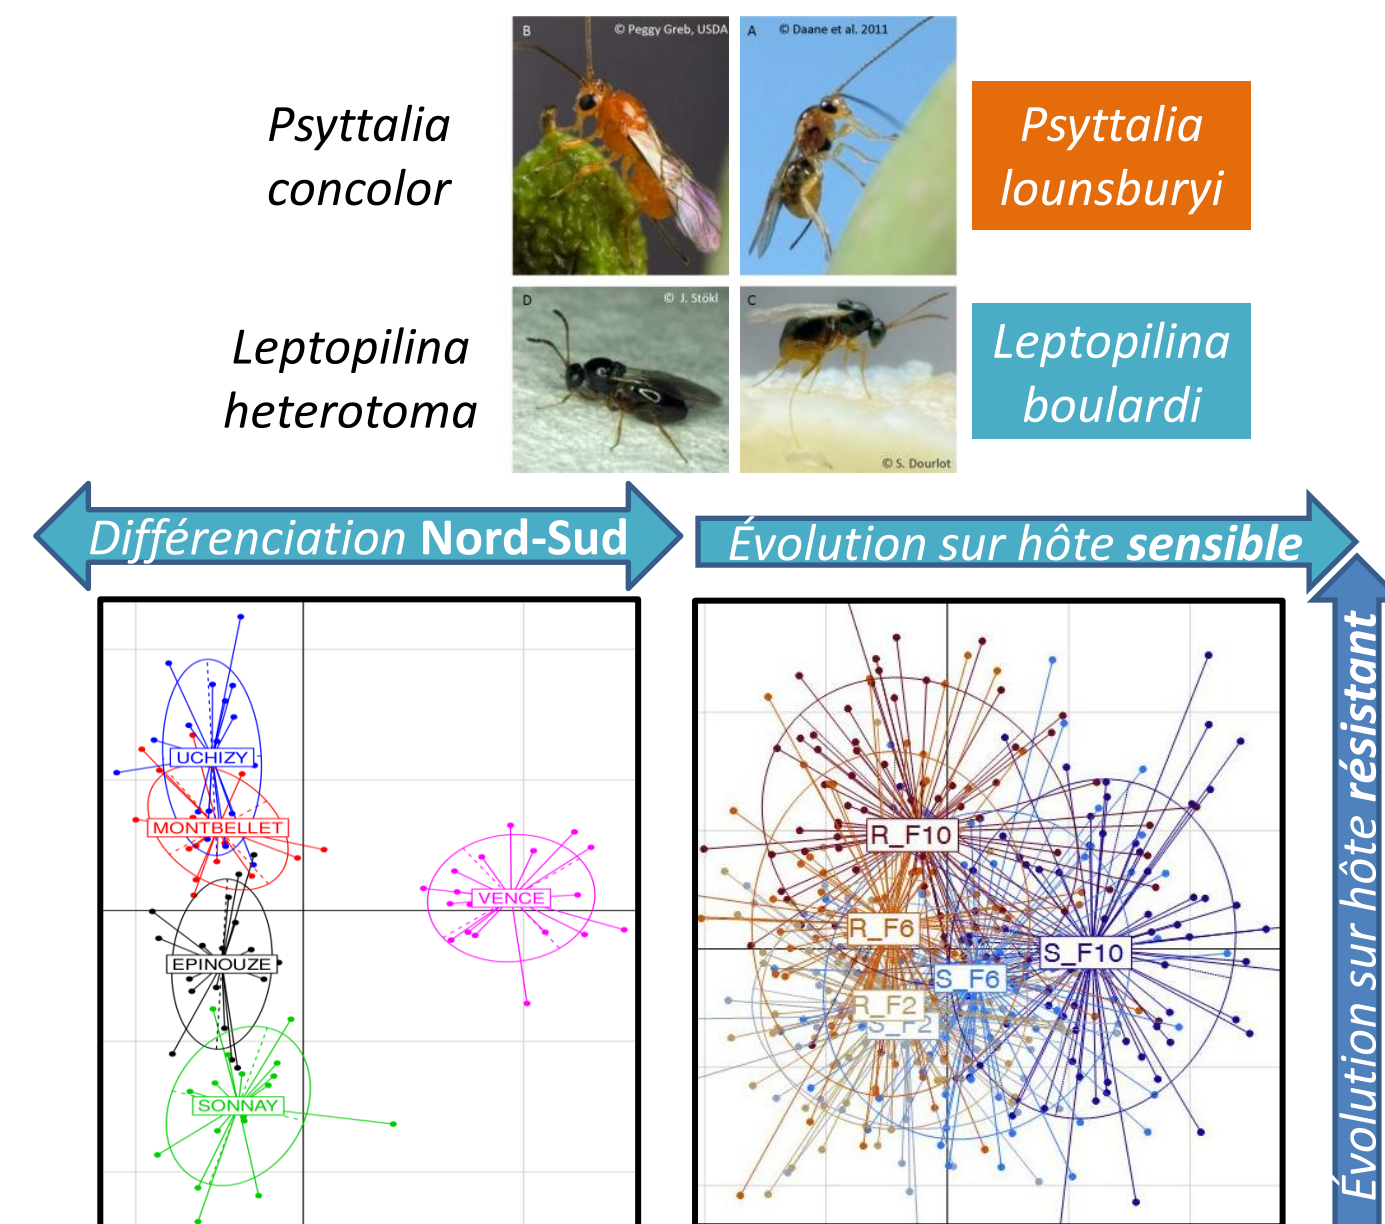 B © Peggy Greb, USDA
A © Daane et al. 2011
Psyttalia
concolor
Psyttalia
lounsburyi
D © J. Stökl
C
Leptopilina
heterotoma
Leptopilina
boulardi
© S. Dourlot
Différenciation Nord-Sud
Évolution sur hôte sensible
Évolution sur hôte résistant
UCHIZY
MONTBELLET
VENCE
EPINOUZE
SONNAY
R_F10
R_F6
S_F10
S_F6
R_F2
S_F2